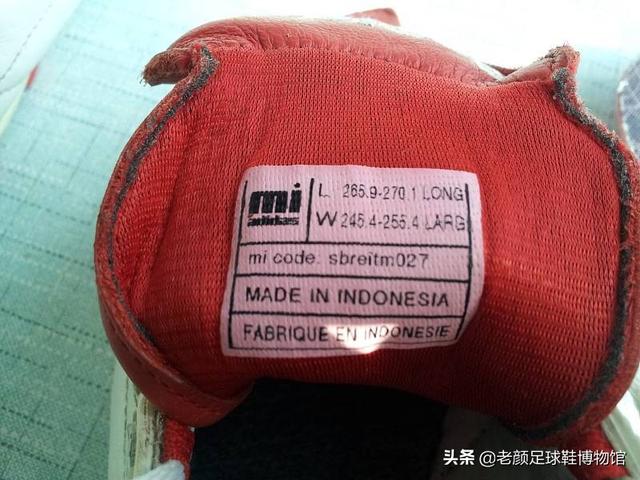 mi adidas
L 265.9-270.1 LONG
W 245.4-255.4 LARG
mi code: sbreitm027
MADE IN INDONESIA
FABRIQUE EN INDONESIE
头条 @老颜足球鞋博物馆